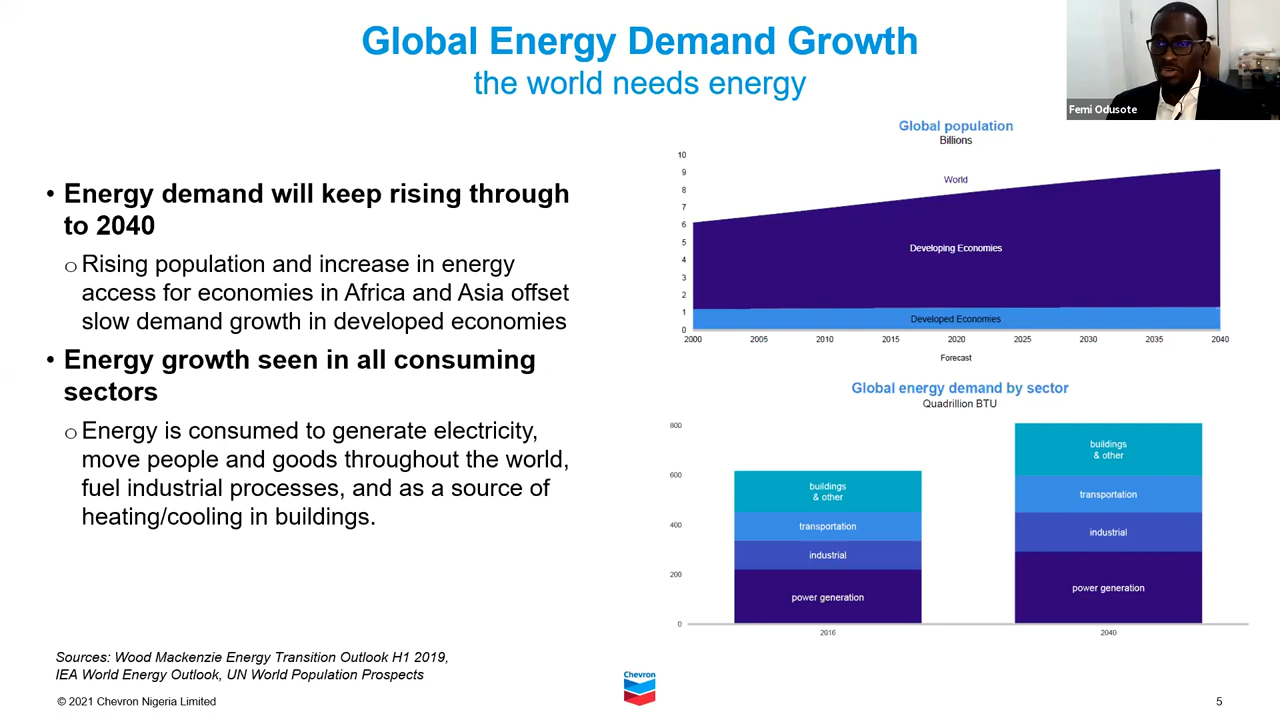 Global Energy Demand Growth
the world needs energy
Femi Odusote
• Energy demand will keep rising through
to 2040
o Rising population and increase in energy
access for economies in Africa and Asia offset
slow demand growth in developed economies
• Energy growth seen in all consuming
sectors
o Energy is consumed to generate electricity,
move people and goods throughout the world,
fuel industrial processes, and as a source of
heating/cooling in buildings.
Global population
Billions
10
9
8
7
6
5
4
3
2
1
0
World
Developing Economies
Developed Economies
2000 2005 2010 2015 2020 2025 2030 2035 2040
Forecast
Global energy demand by sector
Quadrillion BTU
800
600
400
200
0
buildings
& other
transportation
industrial
power generation
buildings
& other
transportation
industrial
power generation
2016 2040
Sources: Wood Mackenzie Energy Transition Outlook H1 2019,
IEA World Energy Outlook, UN World Population Prospects
© 2021 Chevron Nigeria Limited
Chevron
5